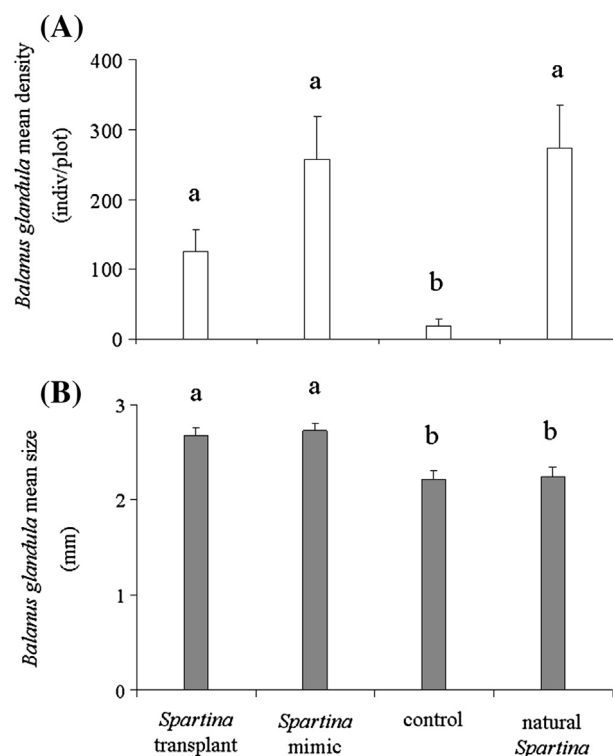 (A)
Balanus glandula mean density
(indiv/plot)
400
300
200
100
0
a
a
b
a
(B)
Balanus glandula mean size
(mm)
3
2
1
0
a
a
b
b
Spartina
transplant
Spartina
mimic
control
natural
Spartina